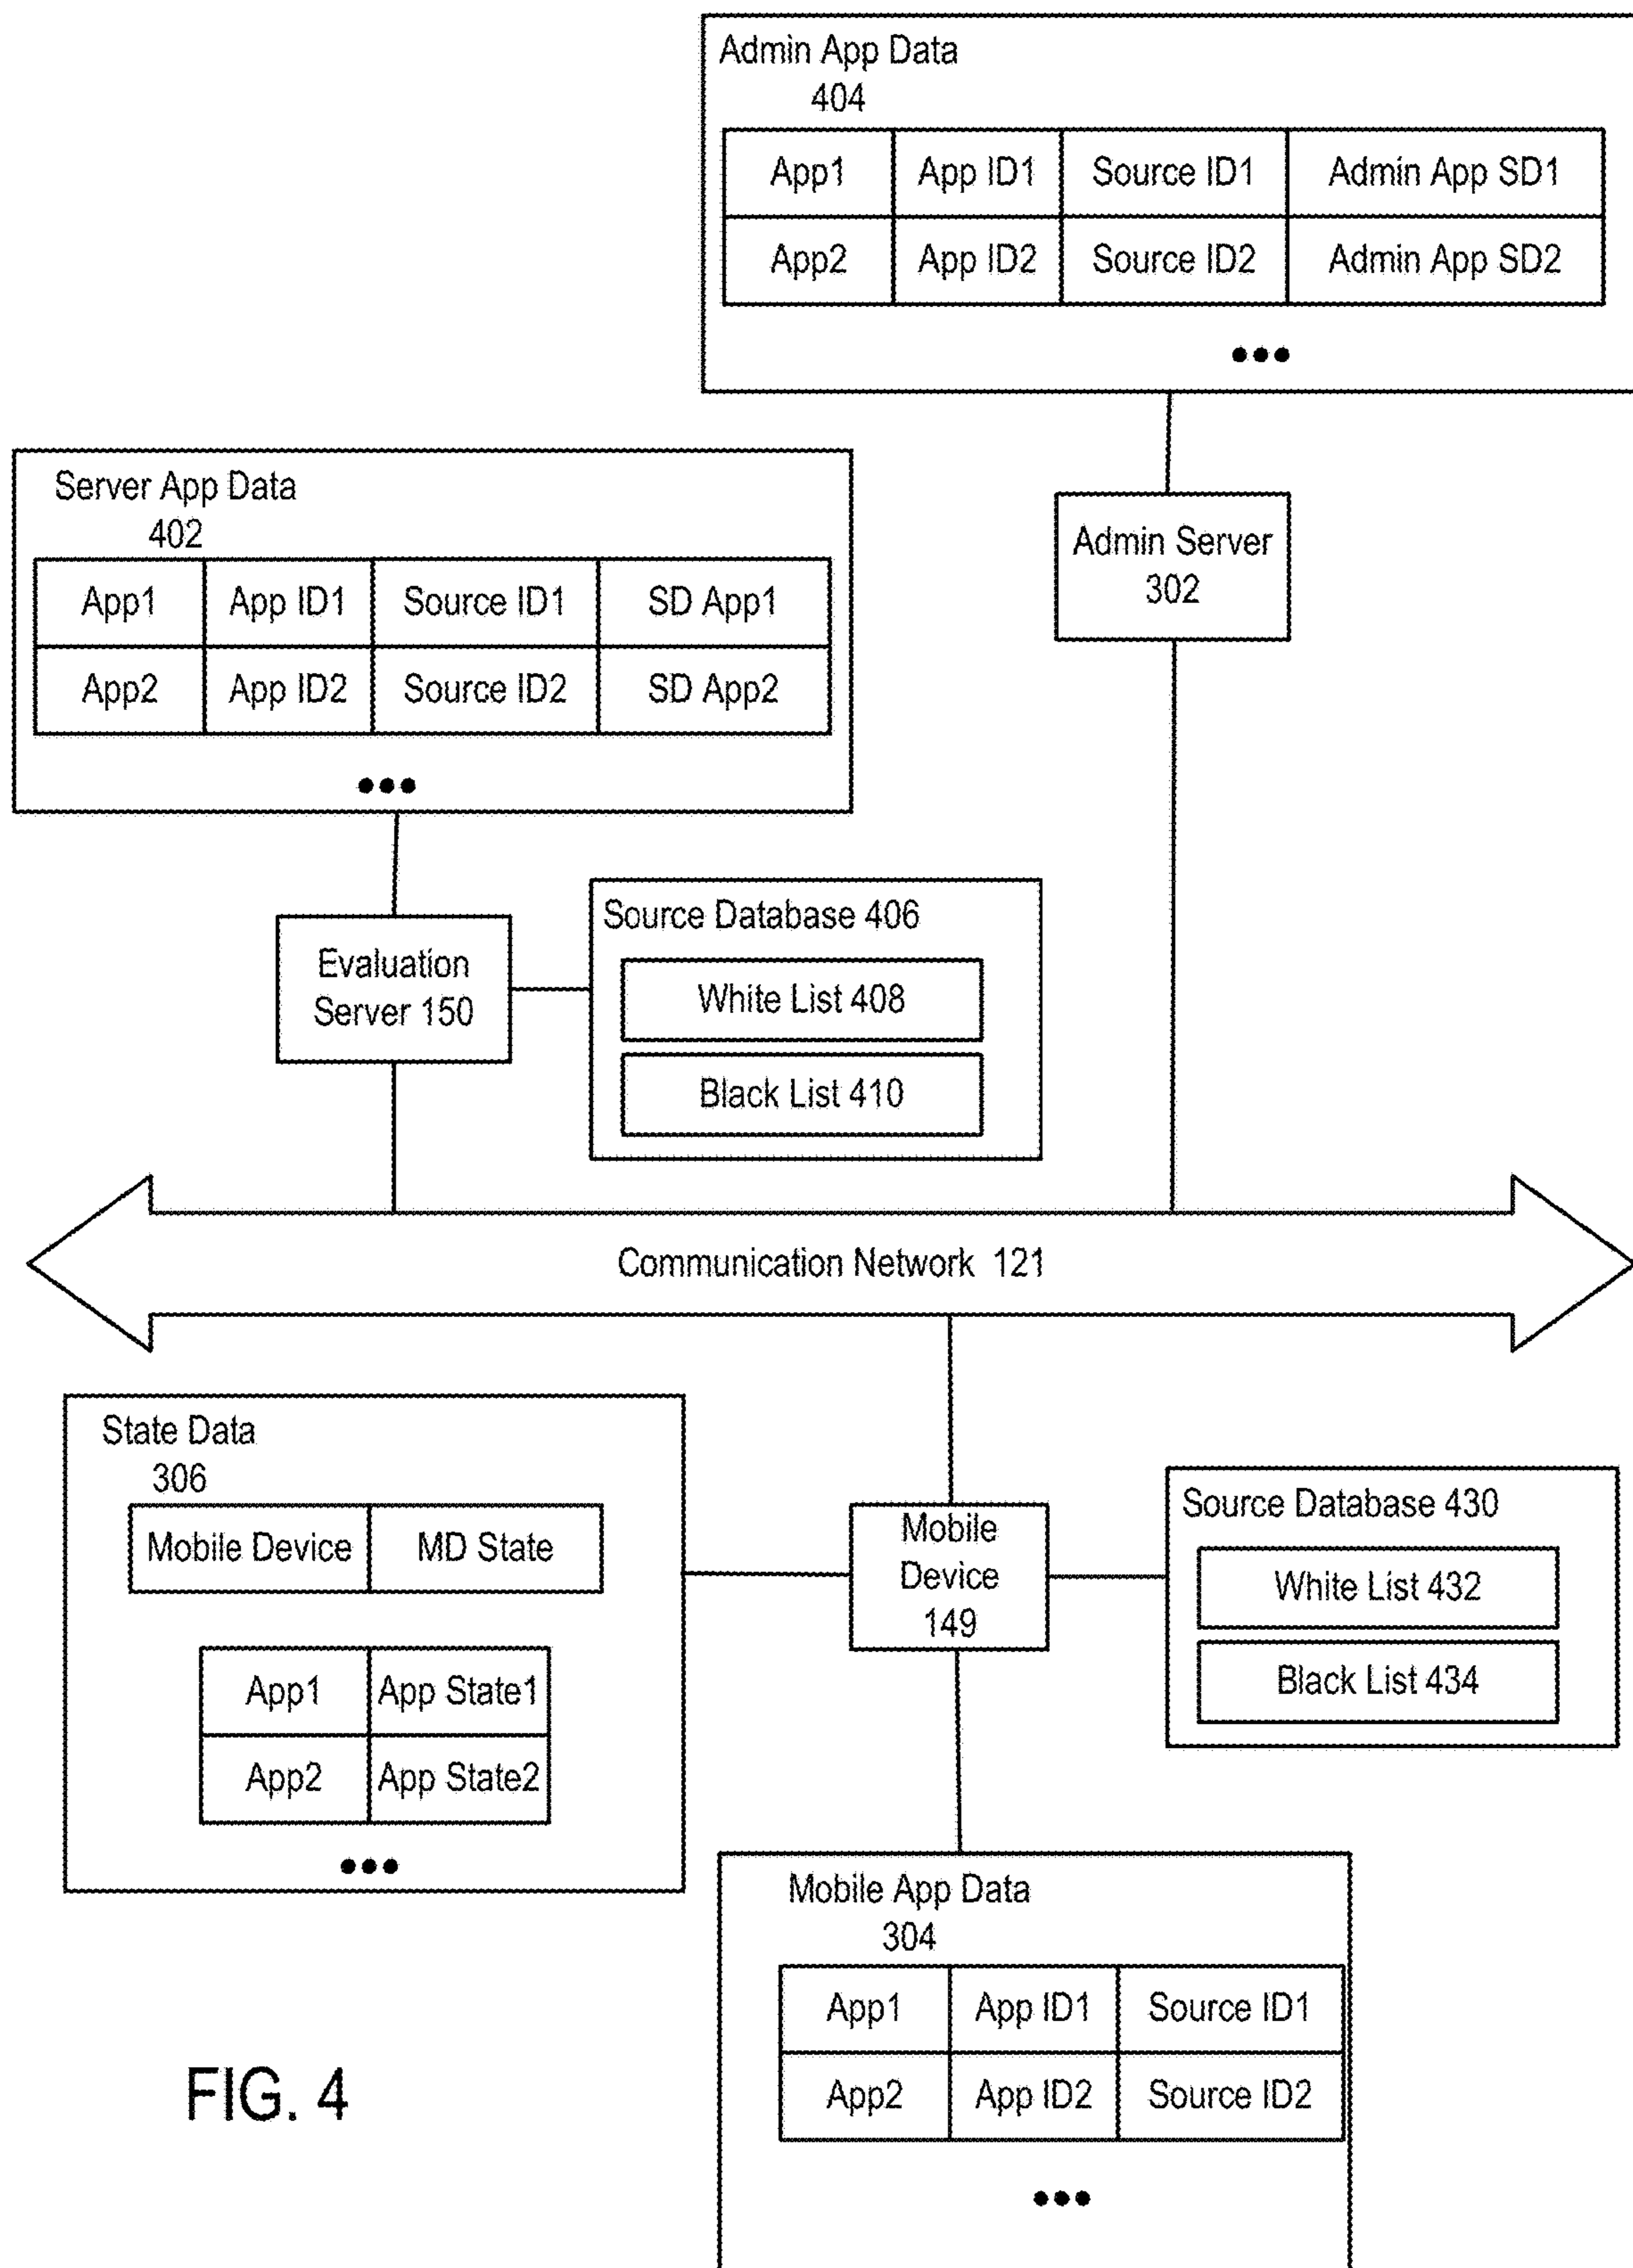 Admin App Data
404
App1 App ID1 Source ID1 Admin App SD1
App2 App ID2 Source ID2 Admin App SD2
•••
Server App Data
402
App1 App ID1 Source ID1 SD App1
App2 App ID2 Source ID2 SD App2
•••
Admin Server
302
Evaluation
Server 150
Source Database 406
White List 408
Black List 410
Communication Network 121
State Data
306
Mobile Device MD State
App1 App State1
App2 App State2
•••
Mobile
Device
149
Source Database 430
White List 432
Black List 434
Mobile App Data
304
App1 App ID1 Source ID1
App2 App ID2 Source ID2
•••
FIG. 4